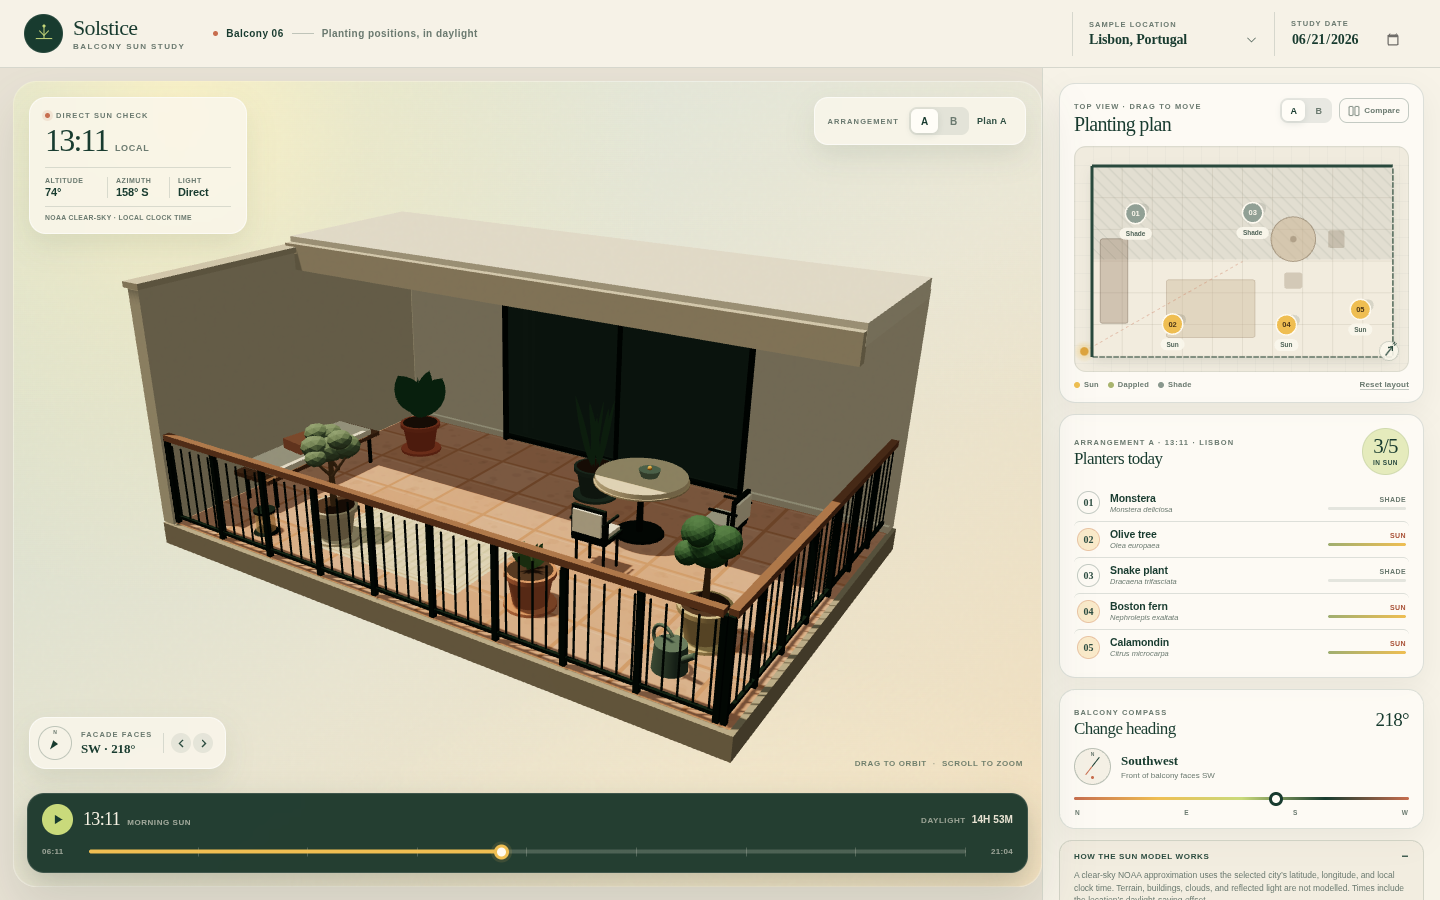 Solstice
BALCONY SUN STUDY
Balcony 06
Planting positions, in daylight
SAMPLE LOCATION
Lisbon, Portugal
STUDY DATE
06/21/2026
DIRECT SUN CHECK
13:11 LOCAL
ALTITUDE
74°
AZIMUTH
158° S
LIGHT
Direct
NOAA CLEAR-SKY · LOCAL CLOCK TIME
ARRANGEMENT A B Plan A
N
FACADE FACES
SW · 218°
DRAG TO ORBIT · SCROLL TO ZOOM
13:11 MORNING SUN
DAYLIGHT 14H 53M
06:11
21:04
TOP VIEW · DRAG TO MOVE
Planting plan
A B
Compare
01
Shade
03
Shade
02
Sun
04
Sun
05
Sun
Sun
Dappled
Shade
Reset layout
ARRANGEMENT A · 13:11 · LISBON
Planters today
3/5
IN SUN
01
Monstera
Monstera deliciosa
SHADE
02
Olive tree
Olea europaea
SUN
03
Snake plant
Dracaena trifasciata
SHADE
04
Boston fern
Nephrolepis exaltata
SUN
05
Calamondin
Citrus microcarpa
SUN
BALCONY COMPASS
Change heading
218°
N
Southwest
Front of balcony faces SW
N E S W
HOW THE SUN MODEL WORKS
−
A clear-sky NOAA approximation uses the selected city's latitude, longitude, and local
clock time. Terrain, buildings, clouds, and reflected light are not modelled. Times include
the location's daylight-saving offset.